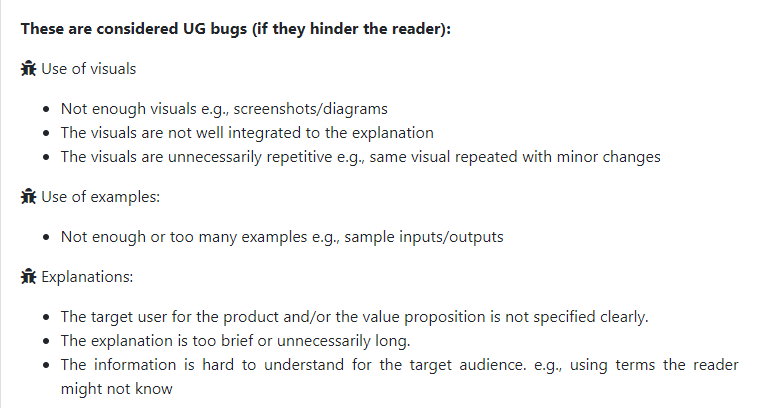 These are considered UG bugs (if they hinder the reader):
Use of visuals
Not enough visuals e.g., screenshots/diagrams
The visuals are not well integrated to the explanation
The visuals are unnecessarily repetitive e.g., same visual repeated with minor changes
Use of examples:
Not enough or too many examples e.g., sample inputs/outputs
Explanations:
The target user for the product and/or the value proposition is not specified clearly.
The explanation is too brief or unnecessarily long.
The information is hard to understand for the target audience. e.g., using terms the reader
might not know